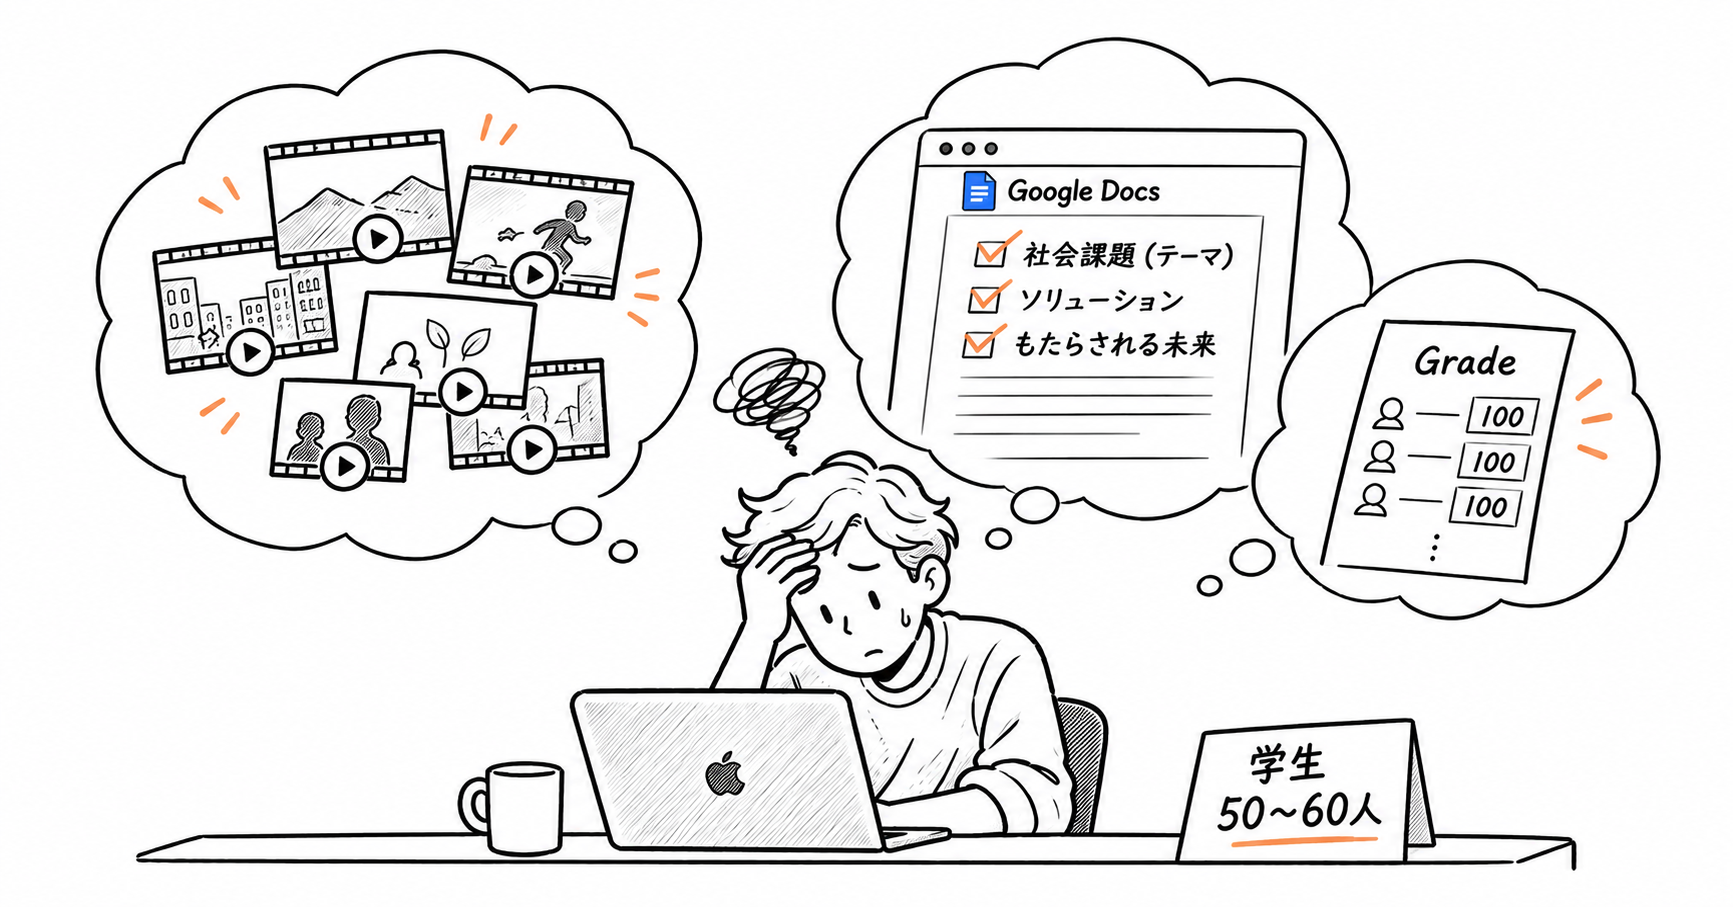 Google Docs
社会課題 (テーマ)
ソリューション
もたらされる未来
Grade
100
100
100
学生
50~60人